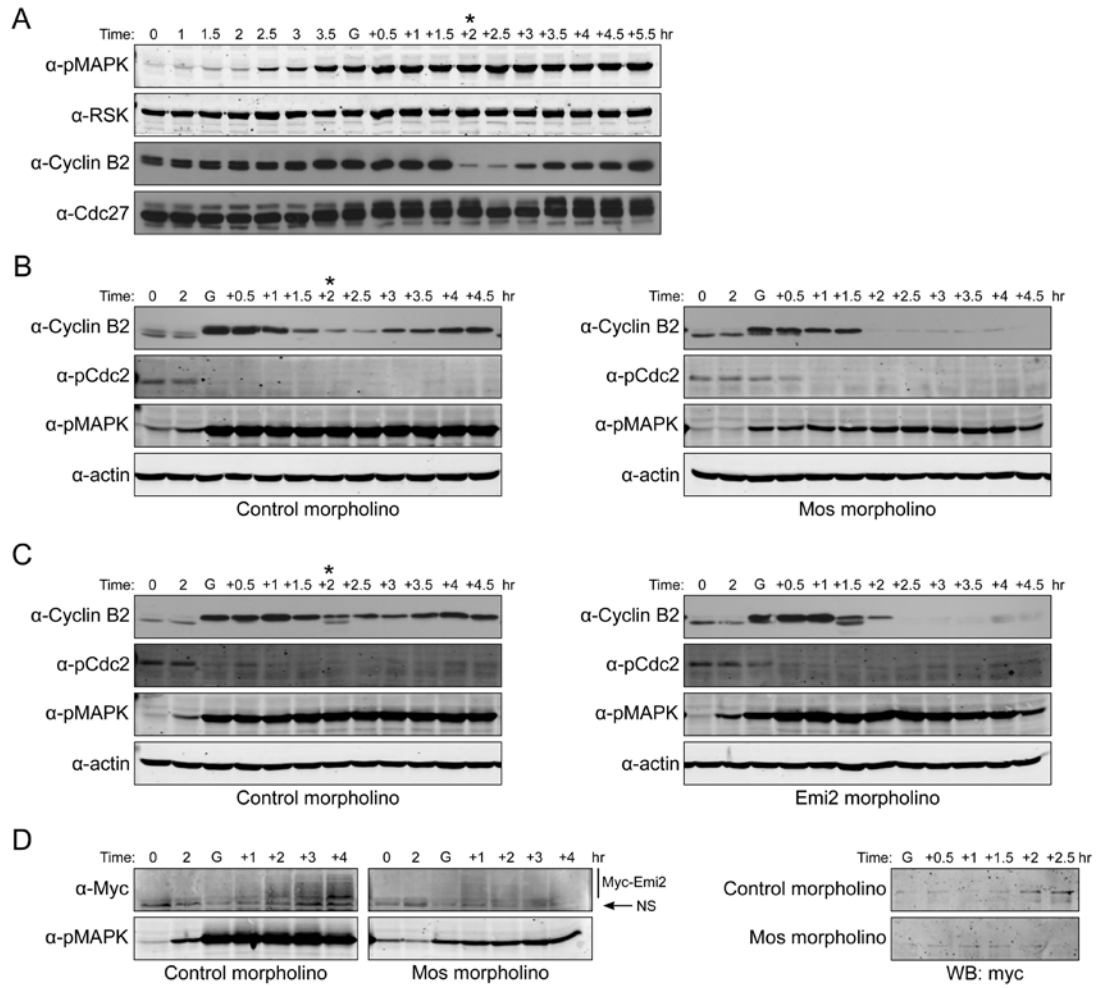 A
*
Time: 0 1 1.5 2 2.5 3 3.5 G +0.5 +1 +1.5 +2 +2.5 +3 +3.5 +4 +4.5 +5.5 hr
α-pMAPK
α-RSK
α-Cyclin B2
α-Cdc27
B
*
Time: 0 2 G +0.5 +1 +1.5 +2 +2.5 +3 +3.5 +4 +4.5 hr
α-Cyclin B2
α-pCdc2
α-pMAPK
α-actin
Control morpholino
Time: 0 2 G +0.5 +1 +1.5 +2 +2.5 +3 +3.5 +4 +4.5 hr
α-Cyclin B2
α-pCdc2
α-pMAPK
α-actin
Mos morpholino
C
*
Time: 0 2 G +0.5 +1 +1.5 +2 +2.5 +3 +3.5 +4 +4.5 hr
α-Cyclin B2
α-pCdc2
α-pMAPK
α-actin
Control morpholino
Time: 0 2 G +0.5 +1 +1.5 +2 +2.5 +3 +3.5 +4 +4.5 hr
α-Cyclin B2
α-pCdc2
α-pMAPK
α-actin
Emi2 morpholino
D
Time: 0 2 G +1 +2 +3 +4 0 2 G +1 +2 +3 +4 hr
α-Myc
Myc-Emi2
NS
α-pMAPK
Control morpholino
Mos morpholino
Time: G +0.5 +1 +1.5 +2 +2.5 hr
Control morpholino
Mos morpholino
WB: myc